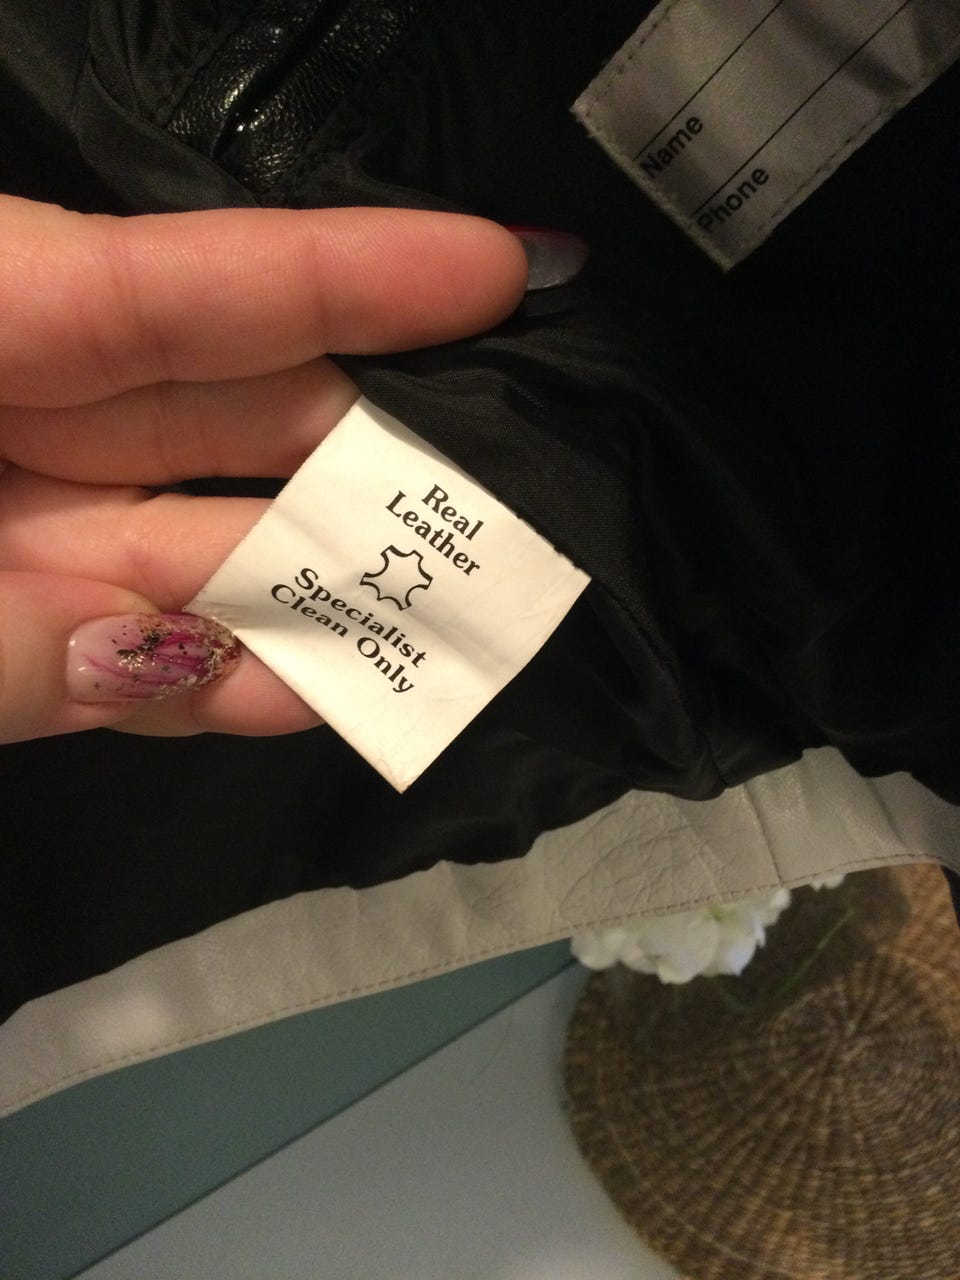 Name
Phone
Real
Leather
Specialist
Clean Only